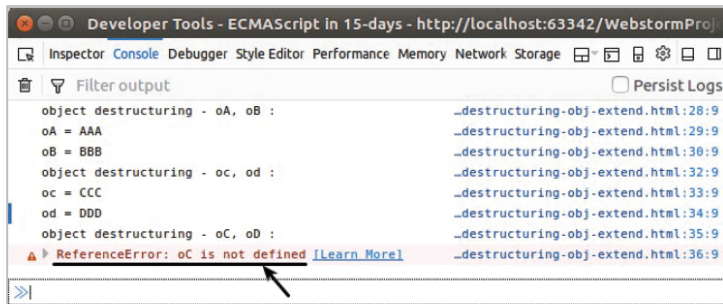 Developer Tools - ECMAScript in 15-days - http://localhost:63342/WebstormProj
Inspector Console Debugger Style Editor Performance Memory Network Storage
Filter output Persist Logs
object destructuring - oA, oB : …destructuring-obj-extend.html:28:9
oA = AAA …destructuring-obj-extend.html:29:9
oB = BBB …destructuring-obj-extend.html:30:9
object destructuring - oc, od : …destructuring-obj-extend.html:32:9
oc = CCC …destructuring-obj-extend.html:33:9
od = DDD …destructuring-obj-extend.html:34:9
object destructuring - oC, oD : …destructuring-obj-extend.html:35:9
ReferenceError: oC is not defined [Learn More] …destructuring-obj-extend.html:36:9